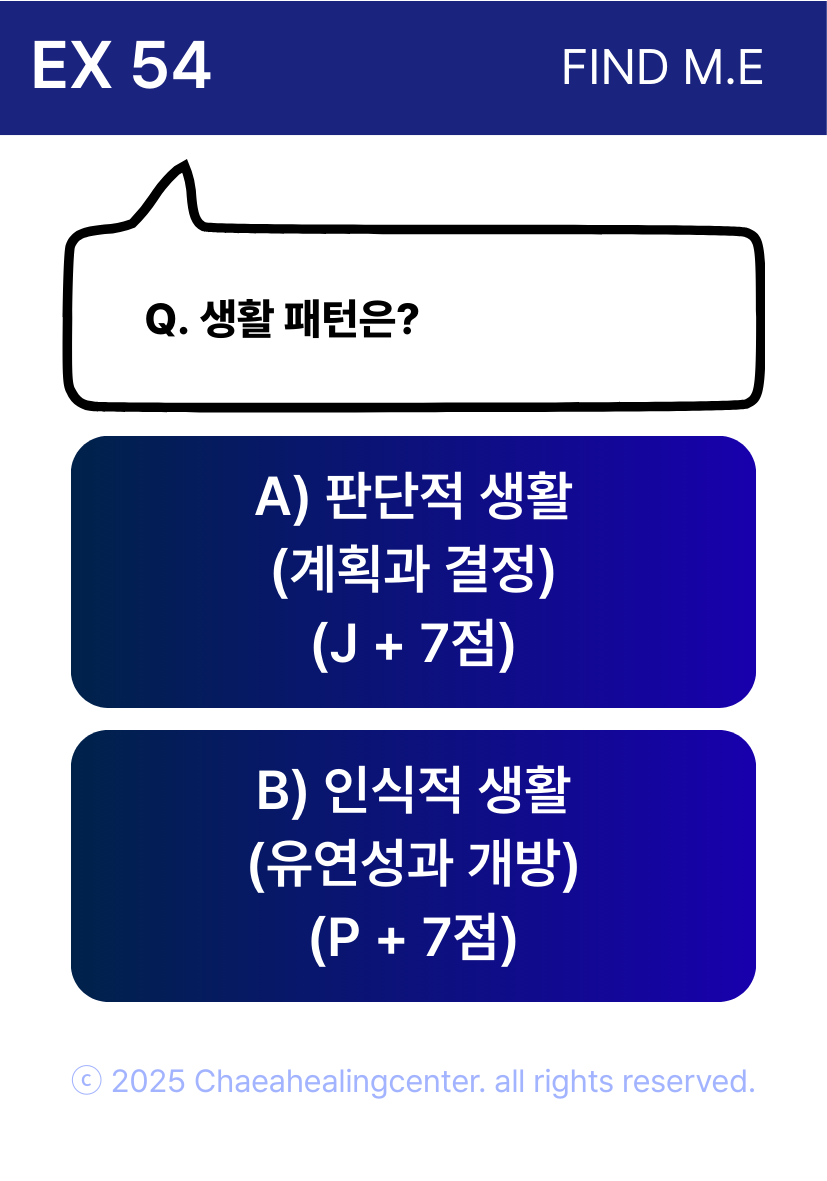 EX 54
FIND M.E
Q. 생활 패턴은?
A) 판단적 생활
(계획과 결정)
(J + 7점)
B) 인식적 생활
(유연성과 개방)
(P + 7점)
ⓒ 2025 Chaeahealingcenter. all rights reserved.